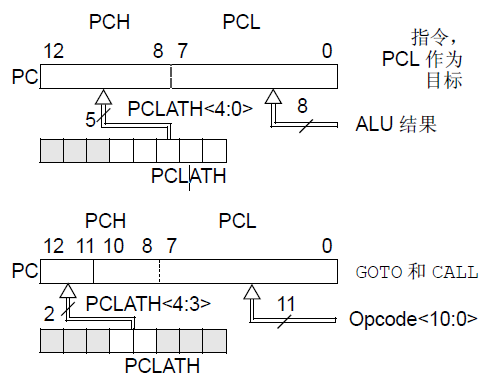 PCH PCL
12 8 7 0
指令,
PCL 作为
目标
PC
5 PCLATH<4:0> 8
ALU 结果
PCLATH
PCH PCL
12 11 10 8 7 0
PC
GOTO 和 CALL
2 PCLATH<4:3> 11
Opcode<10:0>
PCLATH